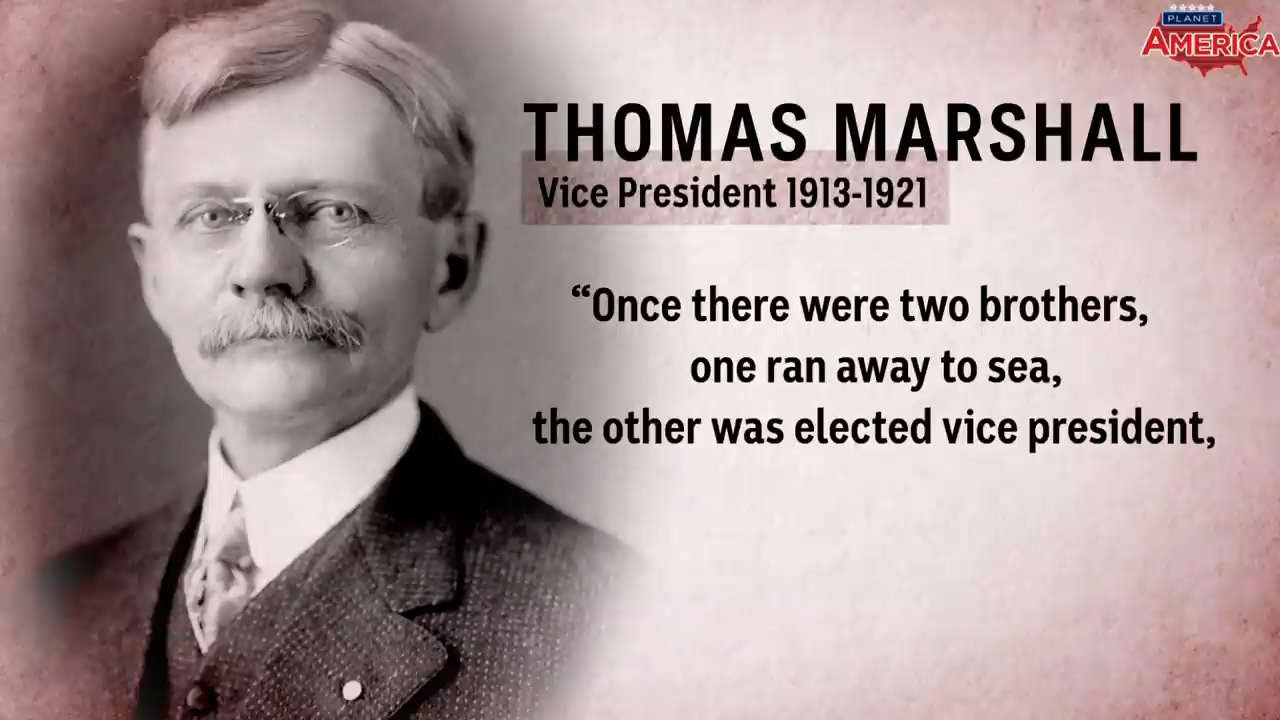 PLANET
AMERICA
THOMAS MARSHALL
Vice President 1913-1921
“Once there were two brothers,
one ran away to sea,
the other was elected vice president,